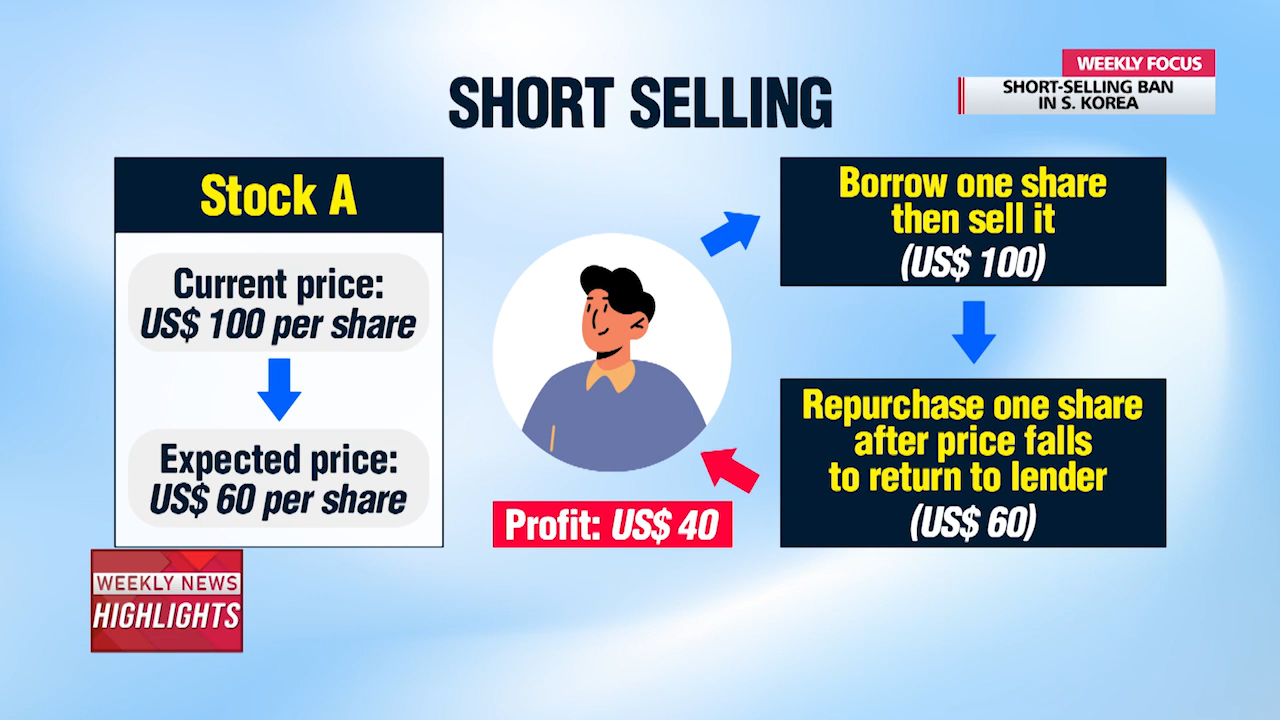 WEEKLY FOCUS
SHORT-SELLING BAN
IN S. KOREA
SHORT SELLING
Stock A
Current price:
US$ 100 per share
Expected price:
US$ 60 per share
Borrow one share
then sell it
(US$ 100)
Repurchase one share
after price falls
to return to lender
(US$ 60)
Profit: US$ 40
WEEKLY NEWS
HIGHLIGHTS